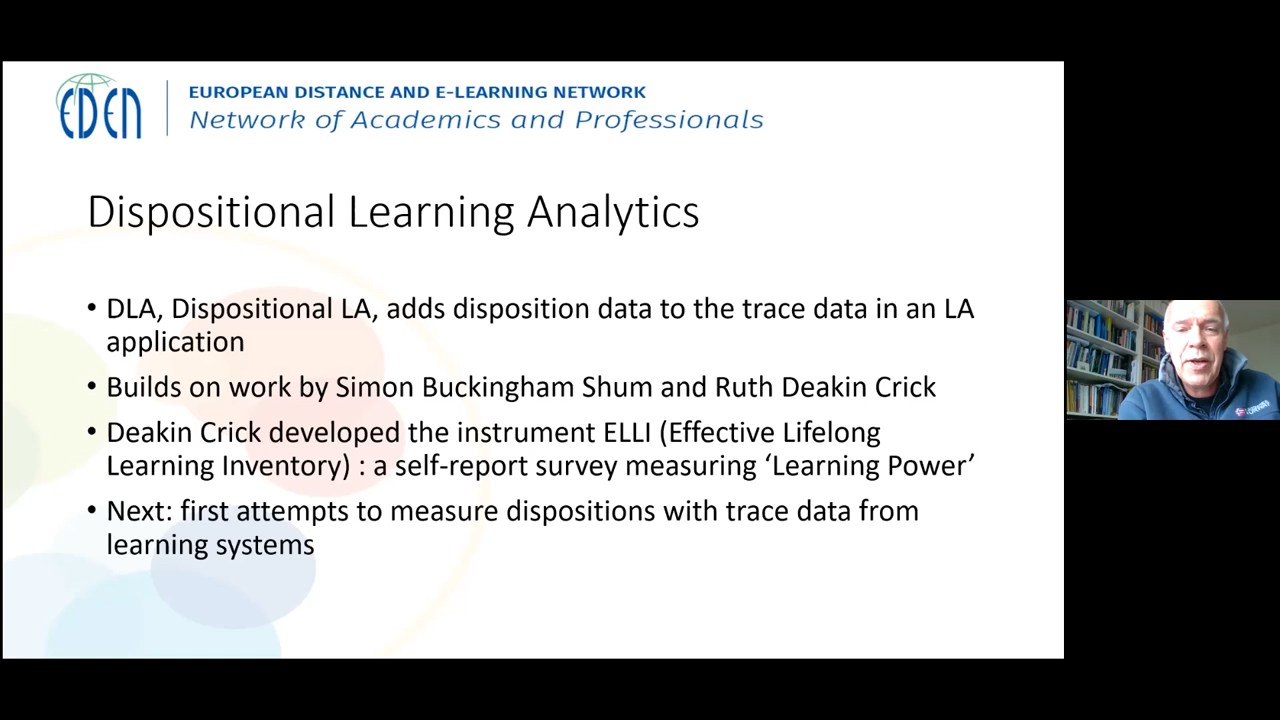 EDEN
EUROPEAN DISTANCE AND E-LEARNING NETWORK
Network of Academics and Professionals
Dispositional Learning Analytics
• DLA, Dispositional LA, adds disposition data to the trace data in an LA
application
• Builds on work by Simon Buckingham Shum and Ruth Deakin Crick
• Deakin Crick developed the instrument ELLI (Effective Lifelong
Learning Inventory) : a self-report survey measuring ‘Learning Power’
• Next: first attempts to measure dispositions with trace data from
learning systems